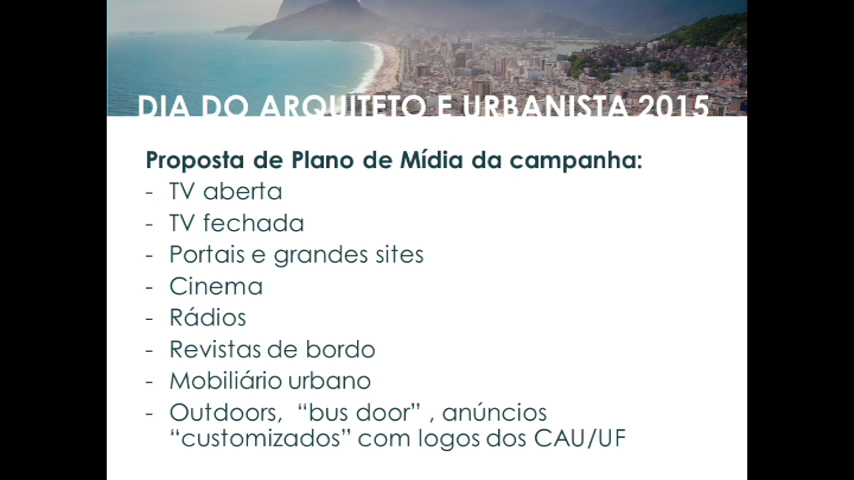 DIA DO ARQUITETO E URBANISTA 2015
Proposta de Plano de Mídia da campanha:
- TV aberta
- TV fechada
- Portais e grandes sites
- Cinema
- Rádios
- Revistas de bordo
- Mobiliário urbano
- Outdoors, “bus door” , anúncios
“customizados” com logos dos CAU/UF